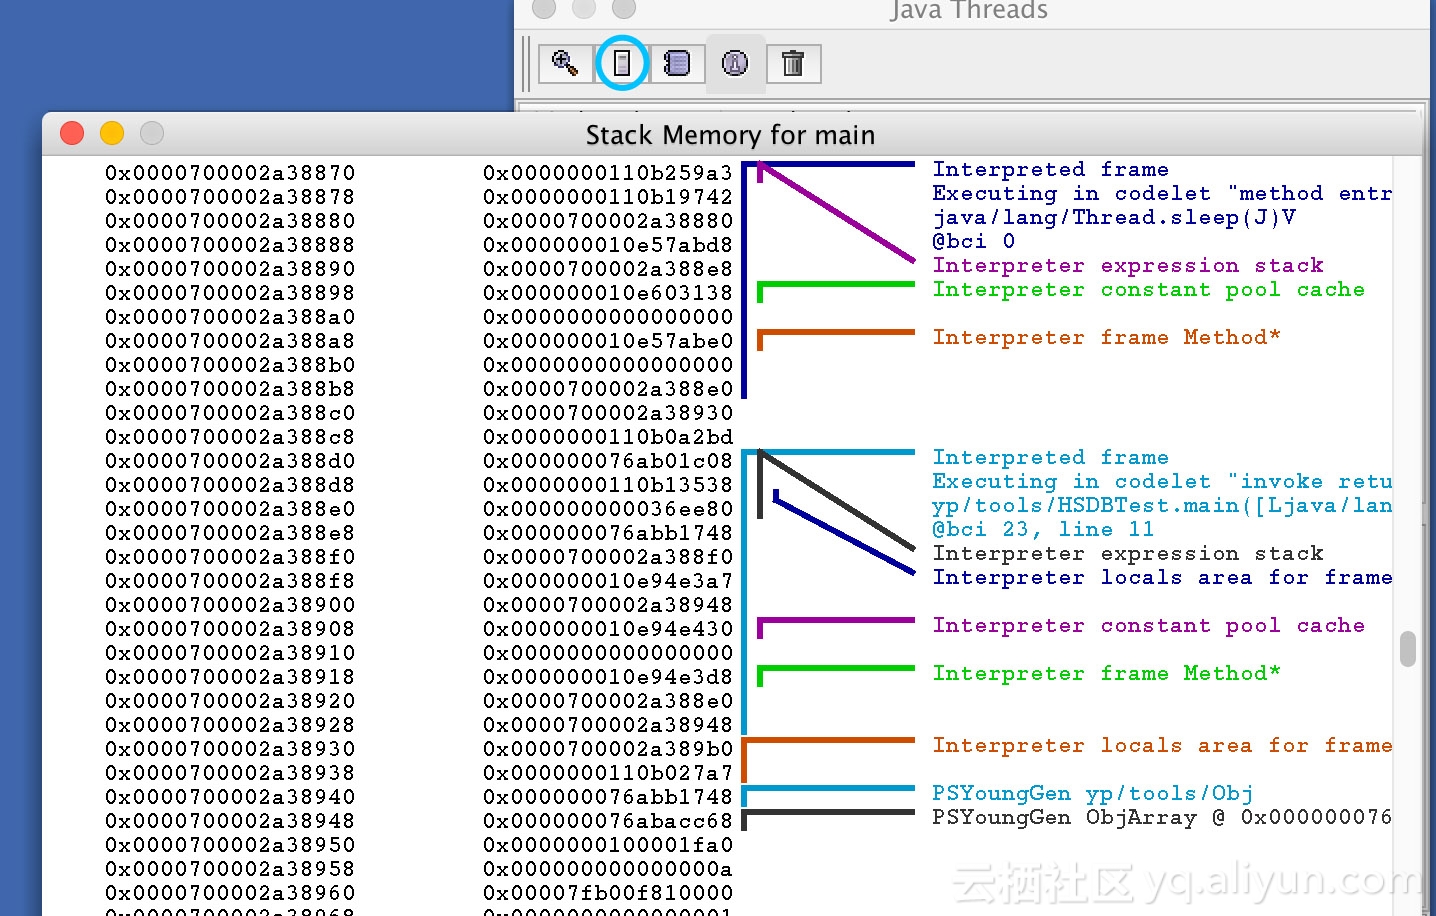 Java Threads
Stack Memory for main
0x0000700002a38870 0x0000000110b259a3 Interpreted frame
0x0000700002a38878 0x0000000110b19742 Executing in codelet "method entr
0x0000700002a38880 0x0000700002a38880 java/lang/Thread.sleep(J)V
0x0000700002a38888 0x000000010e57abd8 @bci 0
0x0000700002a38890 0x0000700002a388e8 Interpreter expression stack
0x0000700002a38898 0x000000010e603138 Interpreter constant pool cache
0x0000700002a388a0 0x0000000000000000
0x0000700002a388a8 0x000000010e57abe0 Interpreter frame Method*
0x0000700002a388b0 0x0000000000000000
0x0000700002a388b8 0x0000700002a388e0
0x0000700002a388c0 0x0000700002a38930
0x0000700002a388c8 0x0000000110b0a2bd
0x0000700002a388d0 0x000000076ab01c08 Interpreted frame
0x0000700002a388d8 0x0000000110b13538 Executing in codelet "invoke retu
0x0000700002a388e0 0x000000000036ee80 yp/tools/HSDBTest.main([Ljava/lan
0x0000700002a388e8 0x000000076abb1748 @bci 23, line 11
0x0000700002a388f0 0x0000700002a388f0 Interpreter expression stack
0x0000700002a388f8 0x000000010e94e3a7 Interpreter locals area for frame
0x0000700002a38900 0x0000700002a38948
0x0000700002a38908 0x000000010e94e430 Interpreter constant pool cache
0x0000700002a38910 0x0000000000000000
0x0000700002a38918 0x000000010e94e3d8 Interpreter frame Method*
0x0000700002a38920 0x0000700002a388e0
0x0000700002a38928 0x0000700002a38948
0x0000700002a38930 0x0000700002a389b0 Interpreter locals area for frame
0x0000700002a38938 0x0000000110b027a7
0x0000700002a38940 0x000000076abb1748 PSYoungGen yp/tools/Obj
0x0000700002a38948 0x000000076abacc68 PSYoungGen ObjArray @ 0x000000076
0x0000700002a38950 0x0000000100001fa0
0x0000700002a38958 0x000000000000000a
0x0000700002a38960 0x00007fb00f810000
0x0000700002a38968 0x0000000000000001
云栖社区 yq.aliyun.com